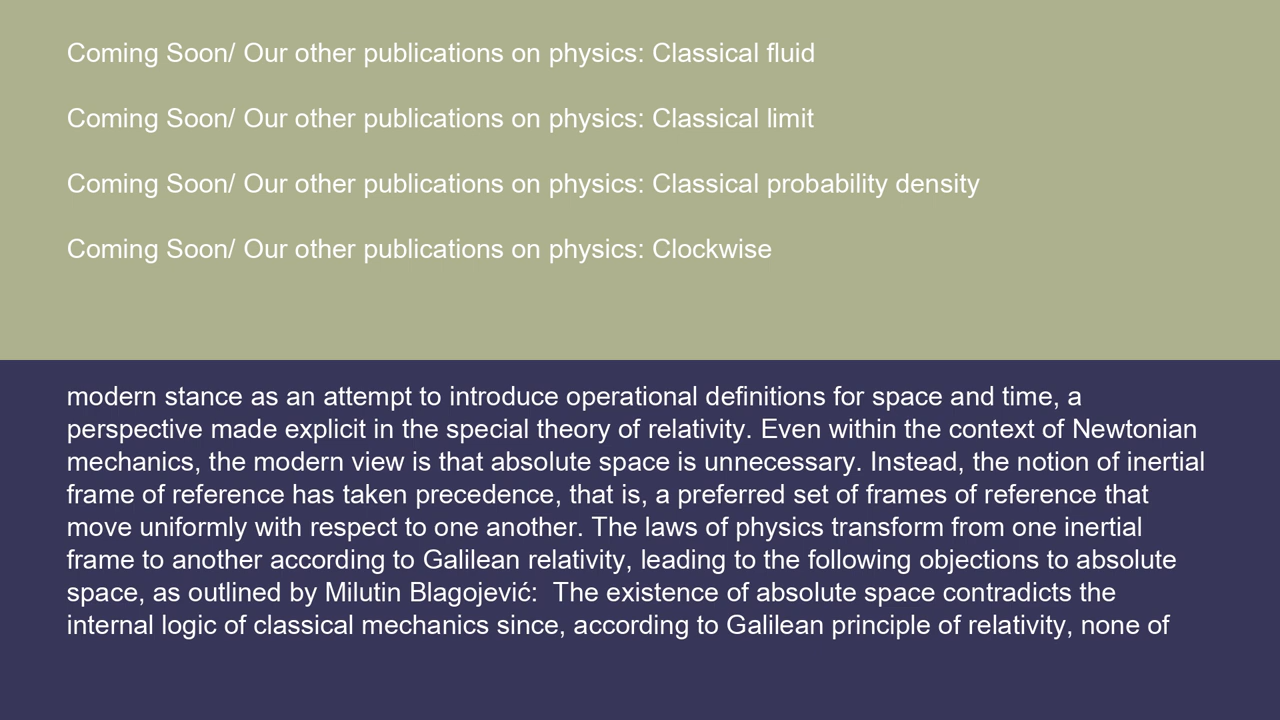 Coming Soon/ Our other publications on physics: Classical fluid
Coming Soon/ Our other publications on physics: Classical limit
Coming Soon/ Our other publications on physics: Classical probability density
Coming Soon/ Our other publications on physics: Clockwise
modern stance as an attempt to introduce operational definitions for space and time, a
perspective made explicit in the special theory of relativity. Even within the context of Newtonian
mechanics, the modern view is that absolute space is unnecessary. Instead, the notion of inertial
frame of reference has taken precedence, that is, a preferred set of frames of reference that
move uniformly with respect to one another. The laws of physics transform from one inertial
frame to another according to Galilean relativity, leading to the following objections to absolute
space, as outlined by Milutin Blagojević:  The existence of absolute space contradicts the
internal logic of classical mechanics since, according to Galilean principle of relativity, none of